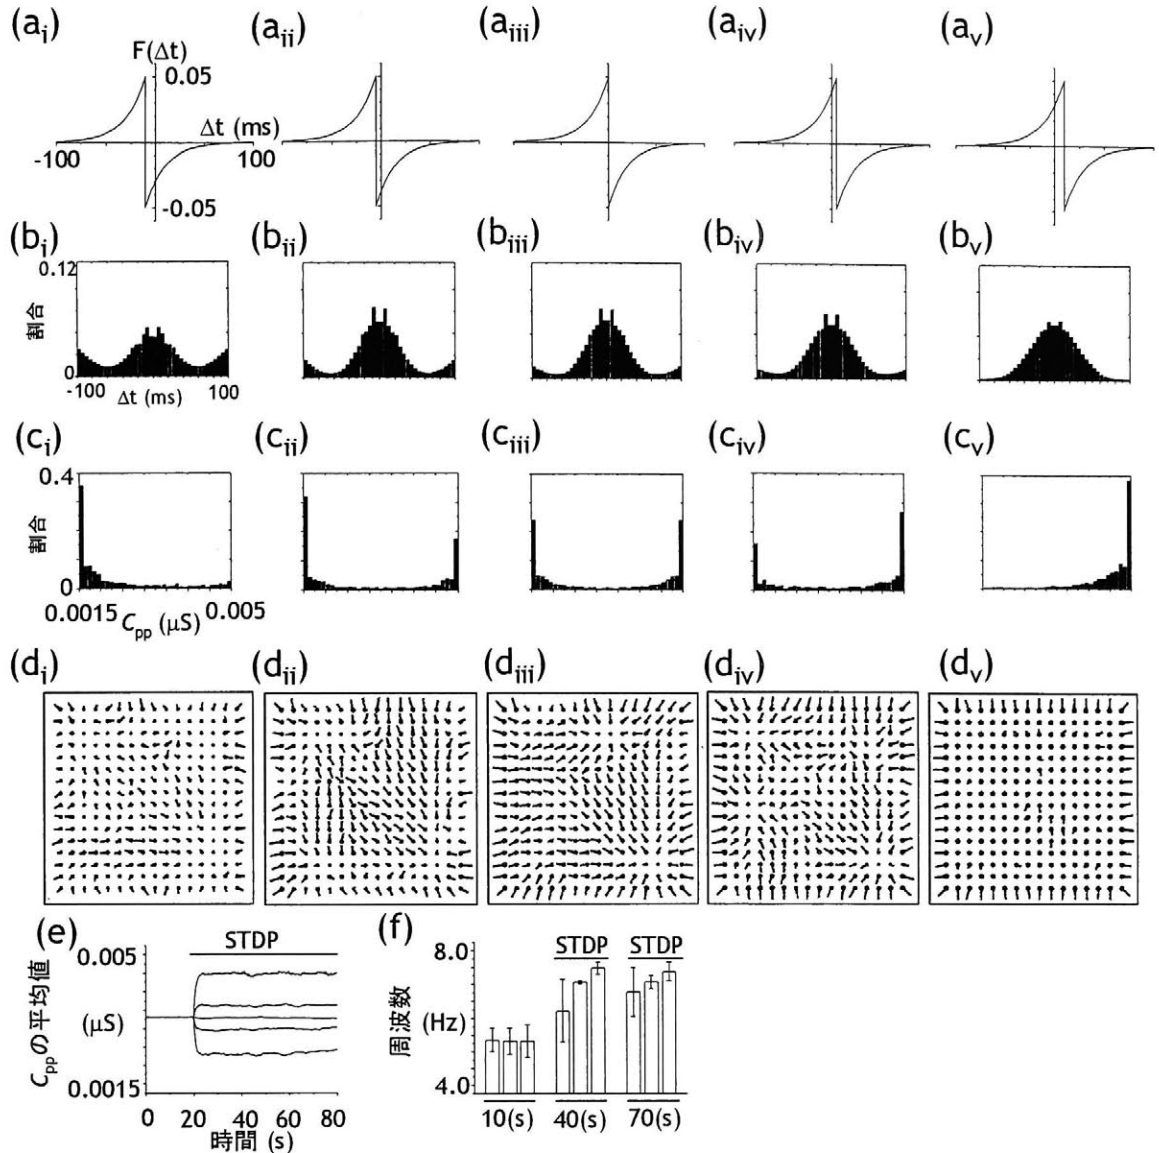 (ai) (aii) (aiii) (aiv) (av)
F(Δt)
0.05
Δt (ms)
-100 100
-0.05
(bi) (bii) (biii) (biv) (bv)
0.12
割合
0
-100 100
Δt (ms)
(ci) (cii) (ciii) (civ) (cv)
0.4
割合
0
0.0015 0.005
Cpp (μS)
(di) (dii) (diii) (div) (dv)
(e)
STDP
0.005
Cppの平均値
(μS)
0.0015
0 20 40 60 80
時間 (s)
(f)
STDP STDP
8.0
周波数
(Hz)
4.0
10(s) 40(s) 70(s)